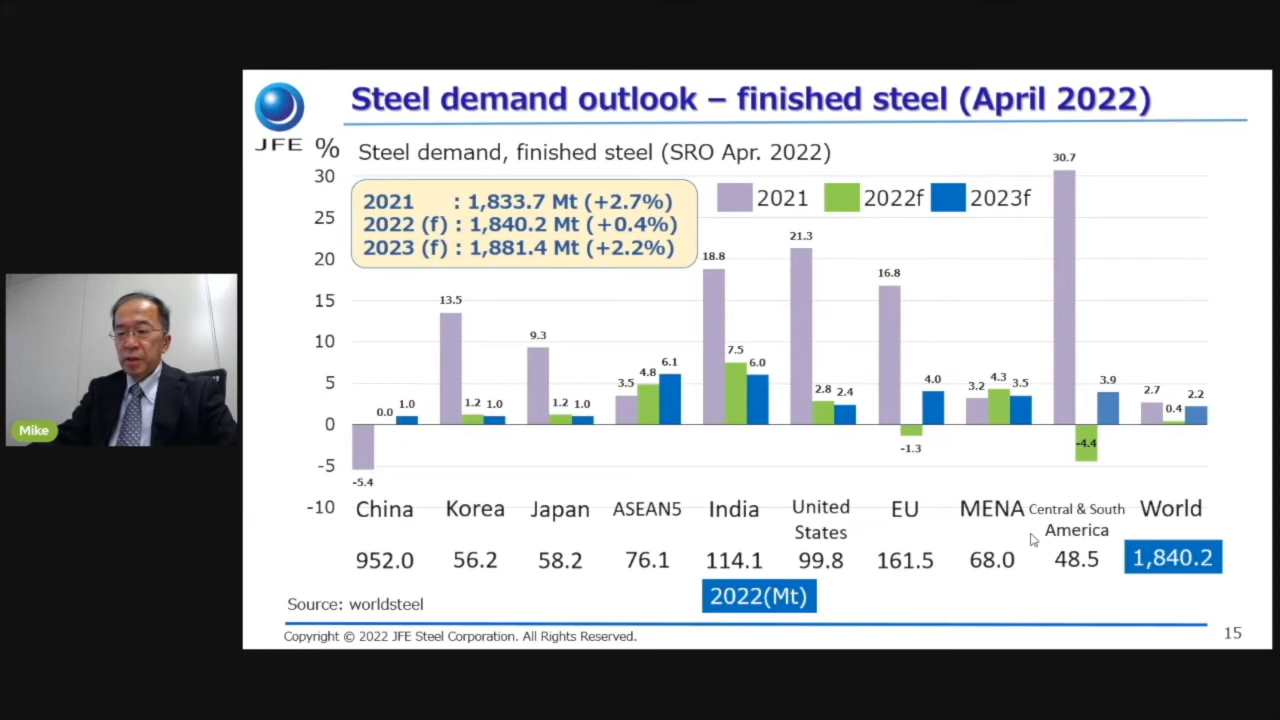 Steel demand outlook – finished steel (April 2022)
JFE
%
Steel demand, finished steel (SRO Apr. 2022)
2021 : 1,833.7 Mt (+2.7%)
2022 (f) : 1,840.2 Mt (+0.4%)
2023 (f) : 1,881.4 Mt (+2.2%)
2021 2022f 2023f
30
25
20
15
10
5
0
-5
-10
-5.4 0.0 1.0
13.5 1.2 1.0
9.3 1.2 1.0
3.5 4.8 6.1
18.8 7.5 6.0
21.3 2.8 2.4
16.8 -1.3 4.0
3.2 4.3 3.5
30.7 -4.4 3.9
2.7 0.4 2.2
China Korea Japan ASEAN5 India United States EU MENA Central & South America World
952.0 56.2 58.2 76.1 114.1 99.8 161.5 68.0 48.5 1,840.2
2022(Mt)
Source: worldsteel
Copyright © 2022 JFE Steel Corporation. All Rights Reserved.
15
Mike